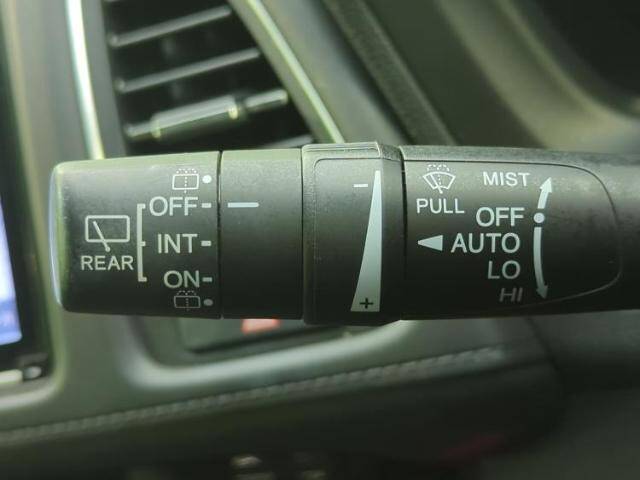 OFF
INT
REAR
ON
- 
+
MIST
PULL
OFF
AUTO
LO
HI